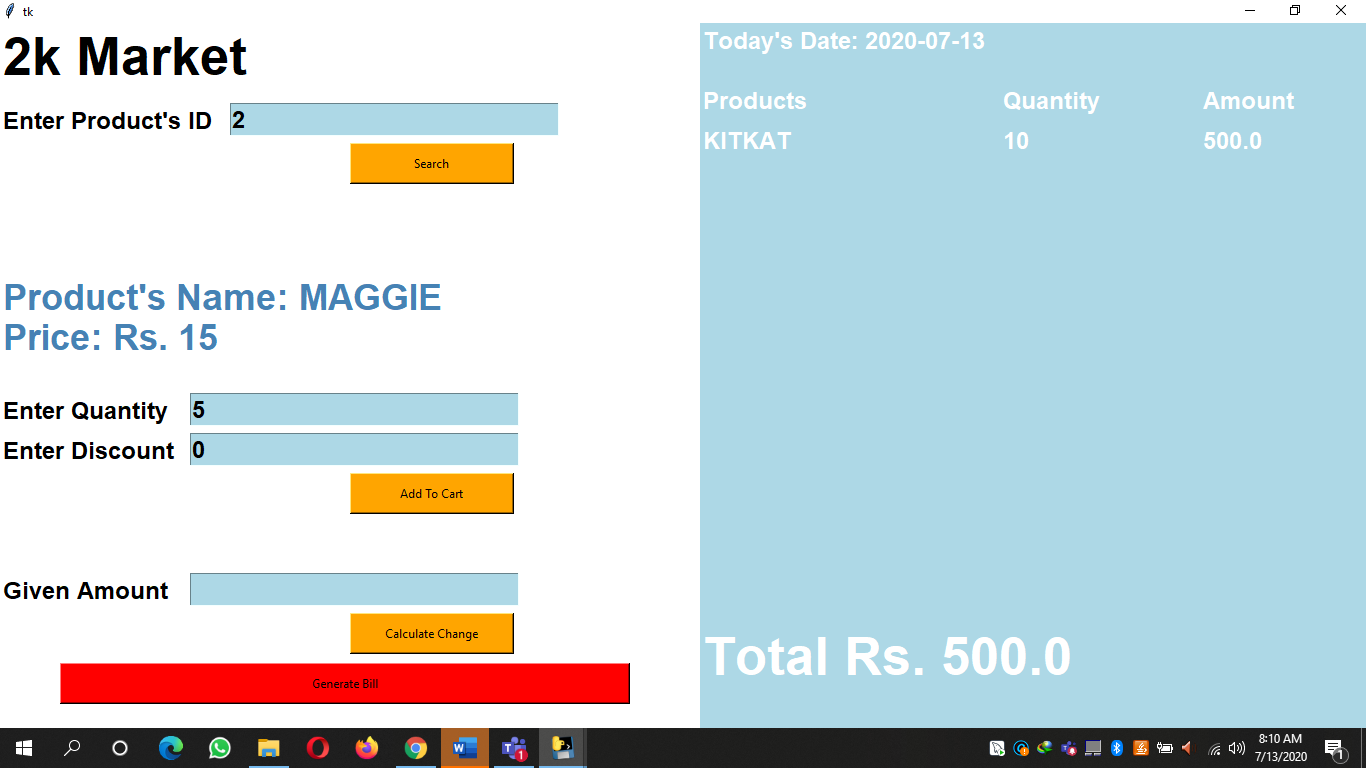 tk
2k Market
Enter Product's ID 2
Search
Product's Name: MAGGIE
Price: Rs. 15
Enter Quantity 5
Enter Discount 0
Add To Cart
Given Amount
Calculate Change
Generate Bill
Today's Date: 2020-07-13
Products Quantity Amount
KITKAT 10 500.0
Total Rs. 500.0
8:10 AM
7/13/2020
1
1